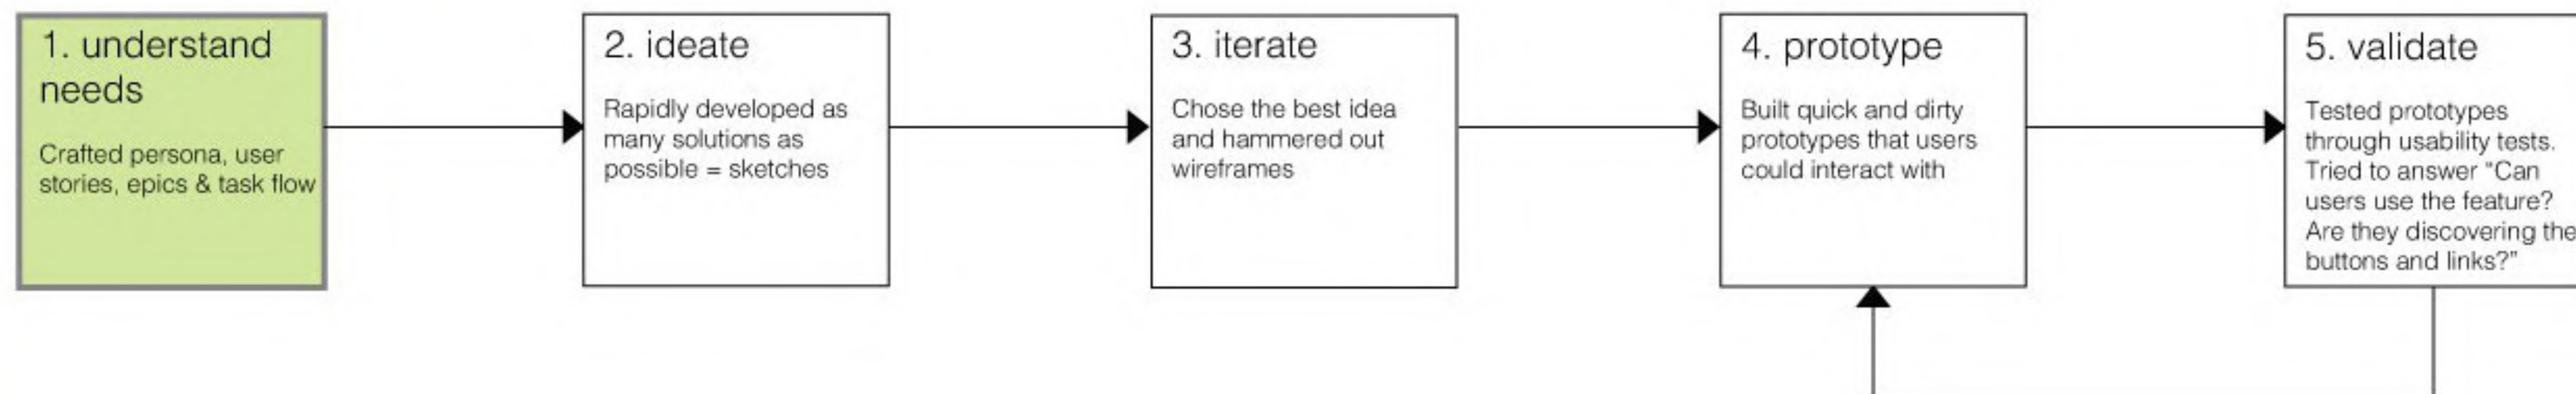 1. understand
needs
Crafted persona, user
stories, epics & task flow
2. ideate
Rapidly developed as
many solutions as
possible = sketches
3. iterate
Chose the best idea
and hammered out
wireframes
4. prototype
Built quick and dirty
prototypes that users
could interact with
5. validate
Tested prototypes
through usability tests.
Tried to answer “Can
users use the feature?
Are they discovering the
buttons and links?”